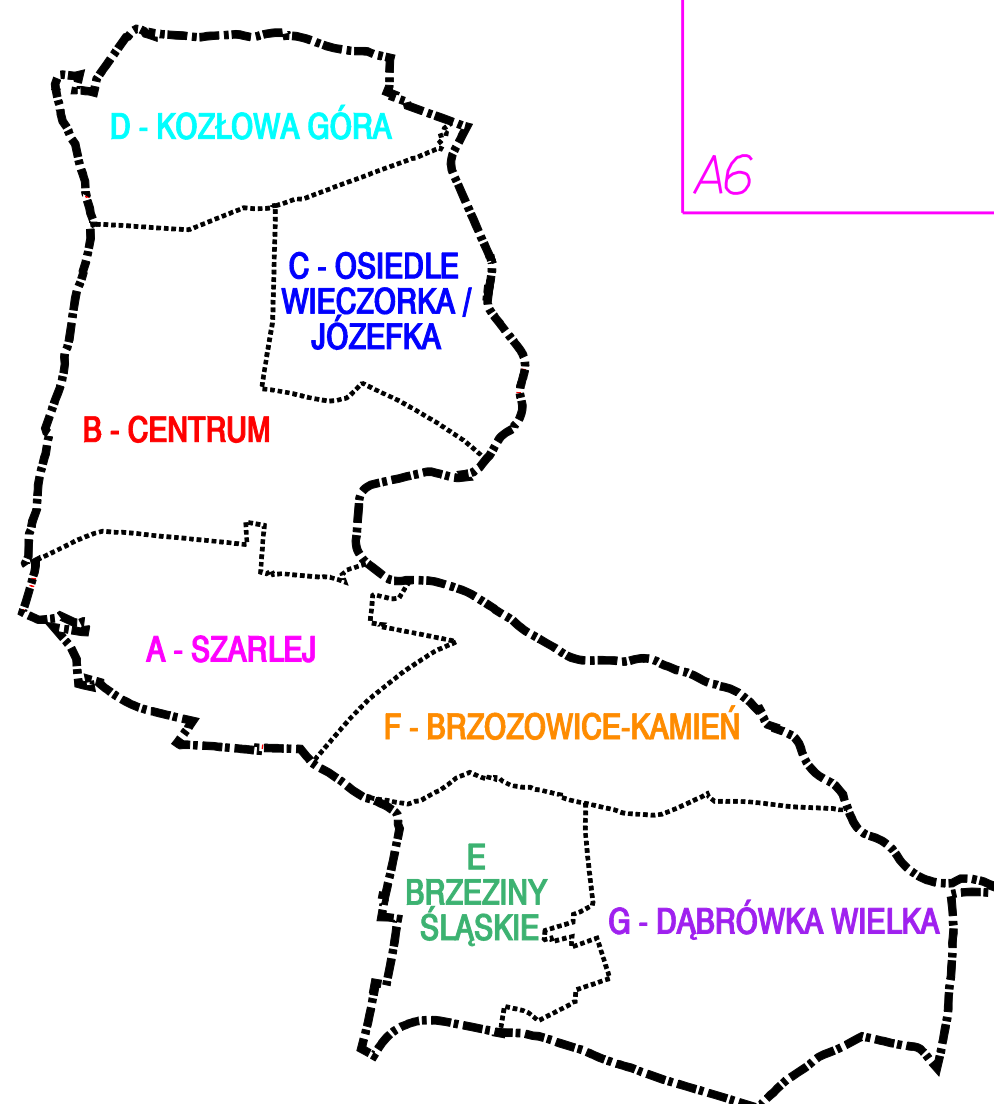 D - KOZŁOWA GÓRA
A6
C - OSIEDLE
WIECZORKA /
JÓZEFKA
B - CENTRUM
A - SZARLEJ
F - BRZOZOWICE-KAMIEŃ
E
BRZEZINY
ŚLĄSKIE
G - DĄBRÓWKA WIELKA